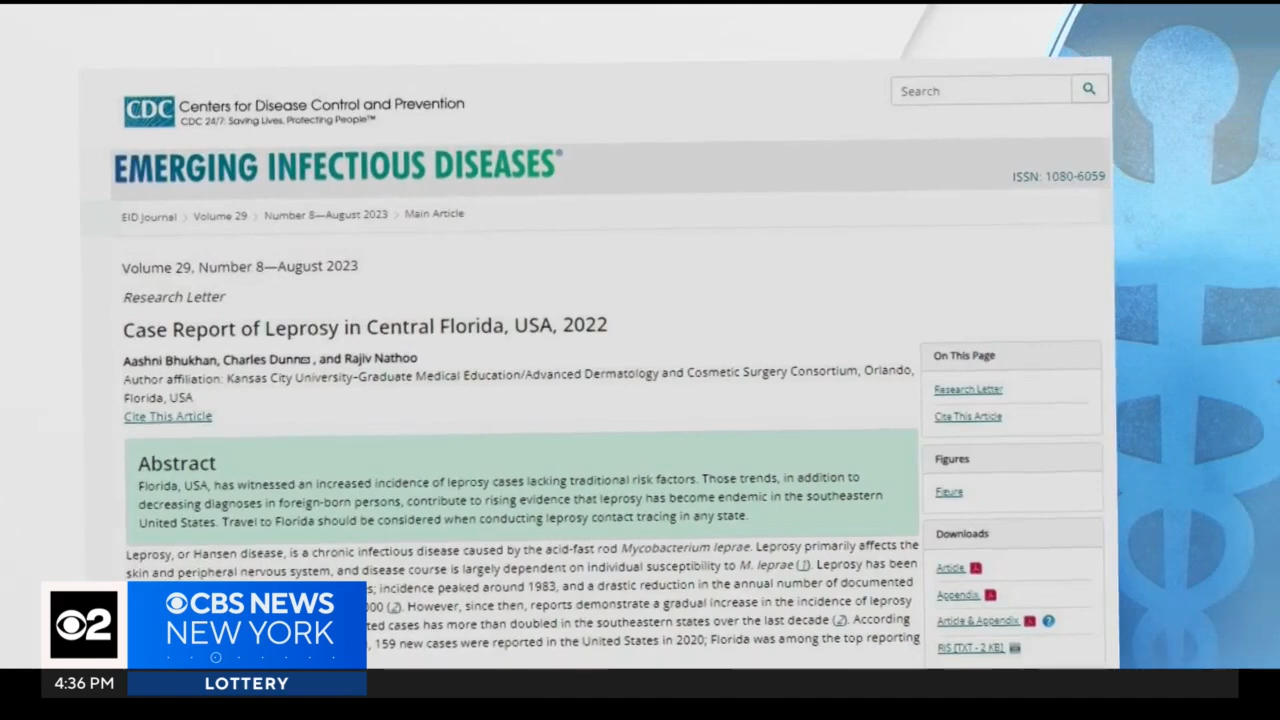 CDC Centers for Disease Control and Prevention
CDC 24/7: Saving Lives, Protecting People™
Search
EMERGING INFECTIOUS DISEASES®
ISSN: 1080-6059
EID Journal > Volume 29 > Number 8—August 2023 > Main Article
Volume 29, Number 8—August 2023
Research Letter
Case Report of Leprosy in Central Florida, USA, 2022
Aashni Bhukhan, Charles Dunn, and Rajiv Nathoo
Author affiliation: Kansas City University–Graduate Medical Education/Advanced Dermatology and Cosmetic Surgery Consortium, Orlando,
Florida, USA
Cite This Article
Abstract
Florida, USA, has witnessed an increased incidence of leprosy cases lacking traditional risk factors. Those trends, in addition to
decreasing diagnoses in foreign-born persons, contribute to rising evidence that leprosy has become endemic in the southeastern
United States. Travel to Florida should be considered when conducting leprosy contact tracing in any state.
Leprosy, or Hansen disease, is a chronic infectious disease caused by the acid-fast rod Mycobacterium leprae. Leprosy primarily affects the
skin and peripheral nervous system, and disease course is largely dependent on individual susceptibility to M. leprae (1). Leprosy has been
s; incidence peaked around 1983, and a drastic reduction in the annual number of documented
000 (2). However, since then, reports demonstrate a gradual increase in the incidence of leprosy
ted cases has more than doubled in the southeastern states over the last decade (2). According
, 159 new cases were reported in the United States in 2020; Florida was among the top reporting
On This Page
Research Letter
Cite This Article
Figures
Figure
Downloads
Article
Appendix
Article & Appendix
RIS [TXT - 2 KB]
2
CBS NEWS
NEW YORK
4:36 PM
LOTTERY